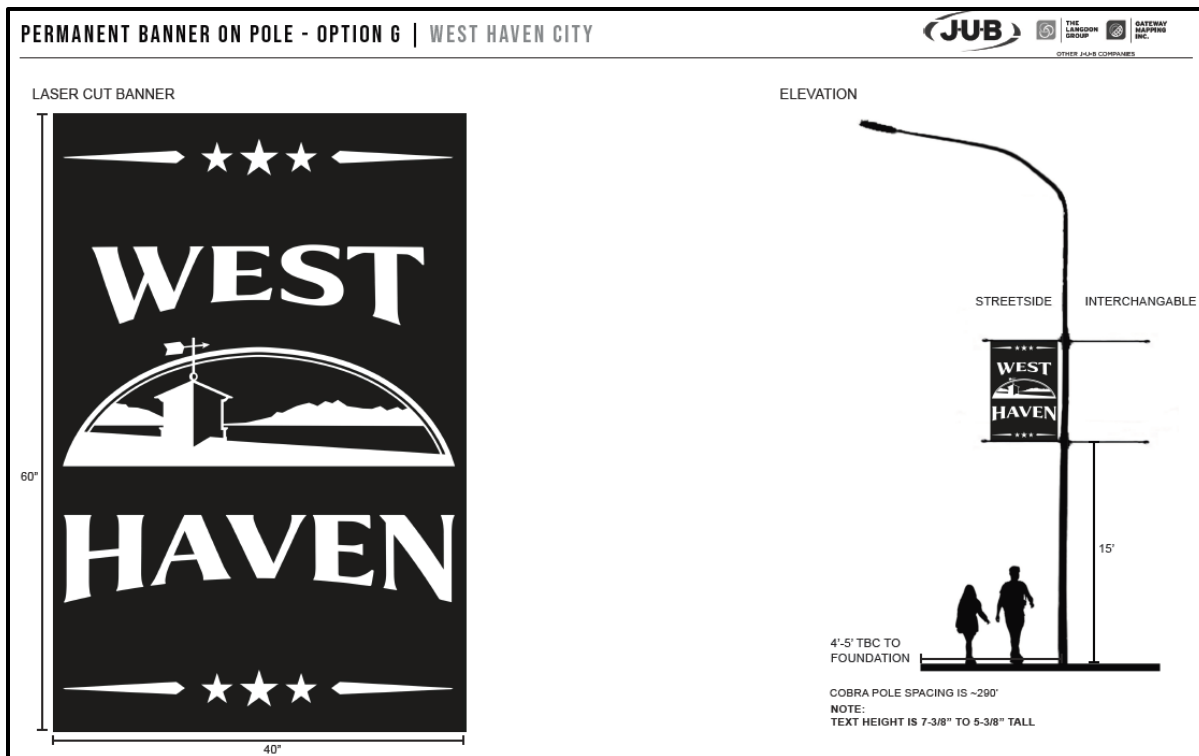 PERMANENT BANNER ON POLE - OPTION G | WEST HAVEN CITY
J-U-B
THE
LANGDON
GROUP
GATEWAY
MAPPING
INC.
OTHER J-U-B COMPANIES
LASER CUT BANNER
WEST
HAVEN
60"
40"
ELEVATION
STREETSIDE
INTERCHANGABLE
WEST
HAVEN
15'
4'-5' TBC TO
FOUNDATION
COBRA POLE SPACING IS ~290'
NOTE:
TEXT HEIGHT IS 7-3/8" TO 5-3/8" TALL